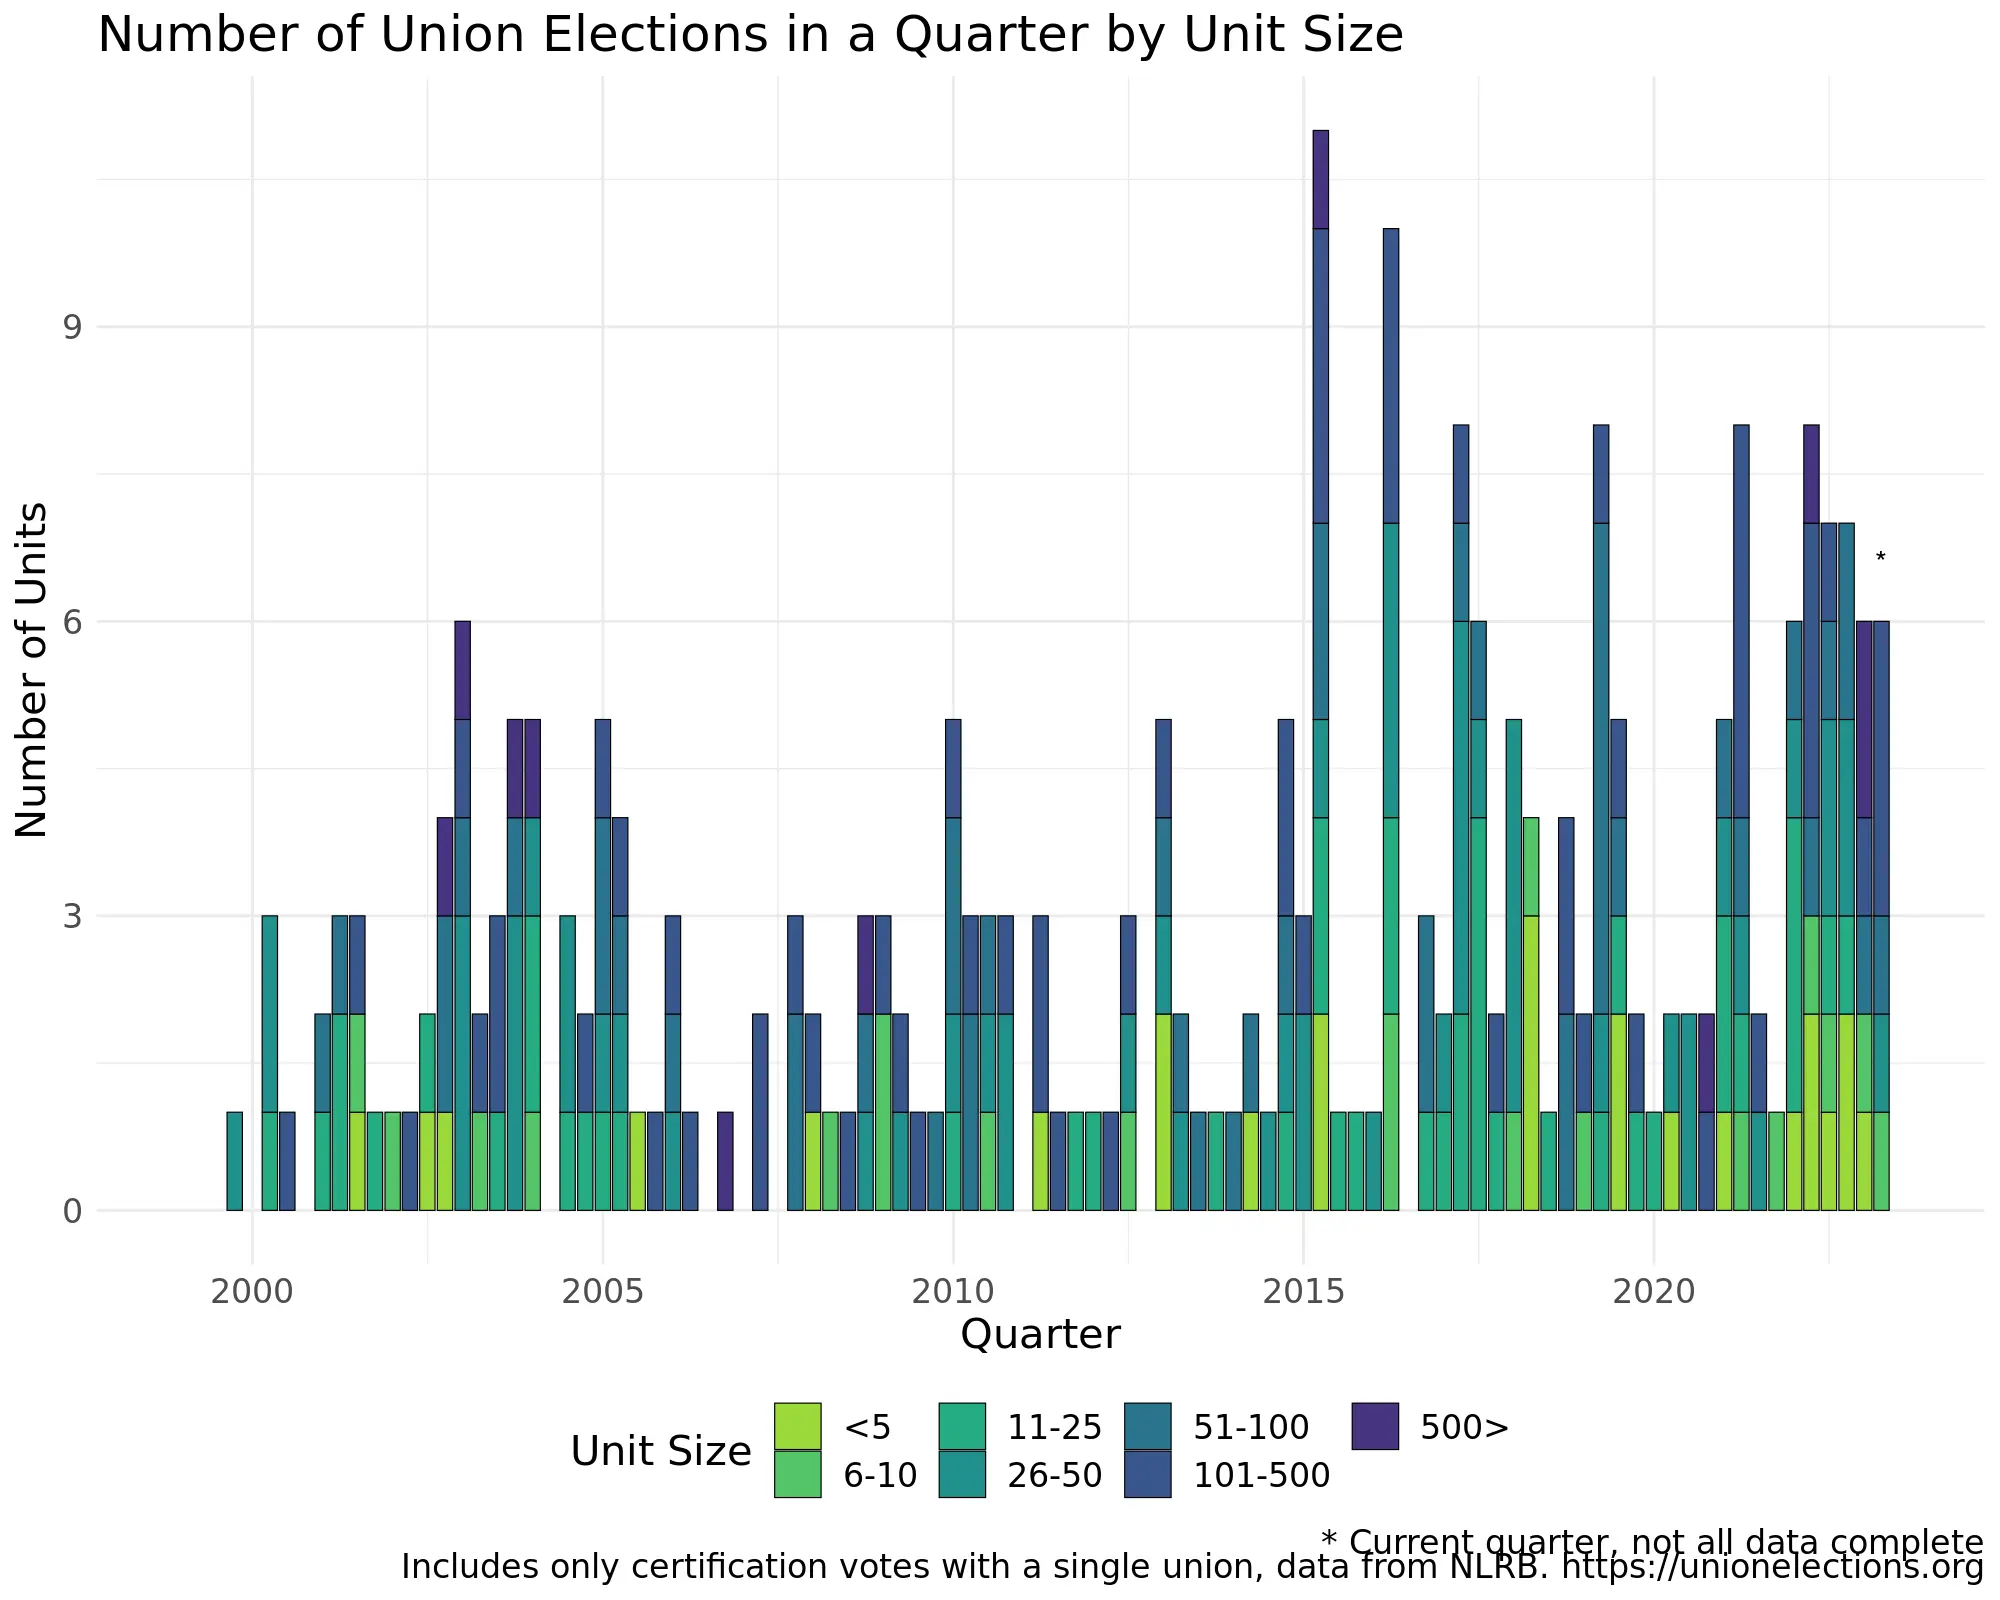 Number of Union Elections in a Quarter by Unit Size
Number of Units
9
6
3
0
*
2000 2005 2010 2015 2020
Quarter
Unit Size
<5 11-25 51-100 500>
6-10 26-50 101-500
* Current quarter, not all data complete
Includes only certification votes with a single union, data from NLRB. https://unionelections.org